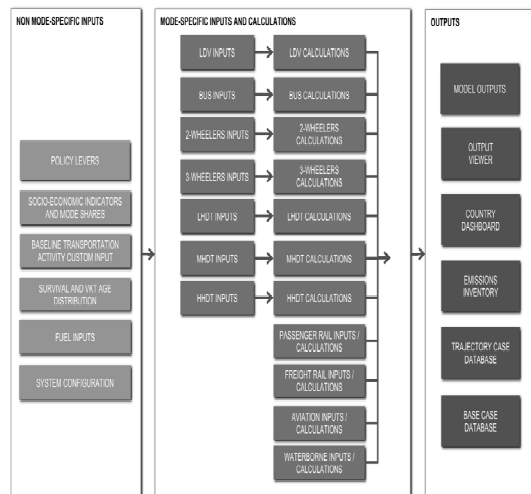 NON MODE-SPECIFIC INPUTS
POLICY LEVERS
SOCIO-ECONOMIC INDICATORS
AND MODE SHARES
BASELINE TRANSPORTATION
ACTIVITY CUSTOM INPUT
SURVIVAL AND VKT AGE
DISTRIBUTION
FUEL INPUTS
SYSTEM CONFIGURATION
MODE-SPECIFIC INPUTS AND CALCULATIONS
LDV INPUTS
LDV CALCULATIONS
BUS INPUTS
BUS CALCULATIONS
2-WHEELERS INPUTS
2-WHEELERS
CALCULATIONS
3-WHEELERS INPUTS
3-WHEELERS
CALCULATIONS
LHDT INPUTS
LHDT CALCULATIONS
MHDT INPUTS
MHDT CALCULATIONS
HHDT INPUTS
HHDT CALCULATIONS
PASSENGER RAIL INPUTS /
CALCULATIONS
FREIGHT RAIL INPUTS /
CALCULATIONS
AVIATION INPUTS /
CALCULATIONS
WATERBORNE INPUTS /
CALCULATIONS
OUTPUTS
MODEL OUTPUTS
OUTPUT
VIEWER
COUNTRY
DASHBOARD
EMISSIONS
INVENTORY
TRAJECTORY CASE
DATABASE
BASE CASE
DATABASE